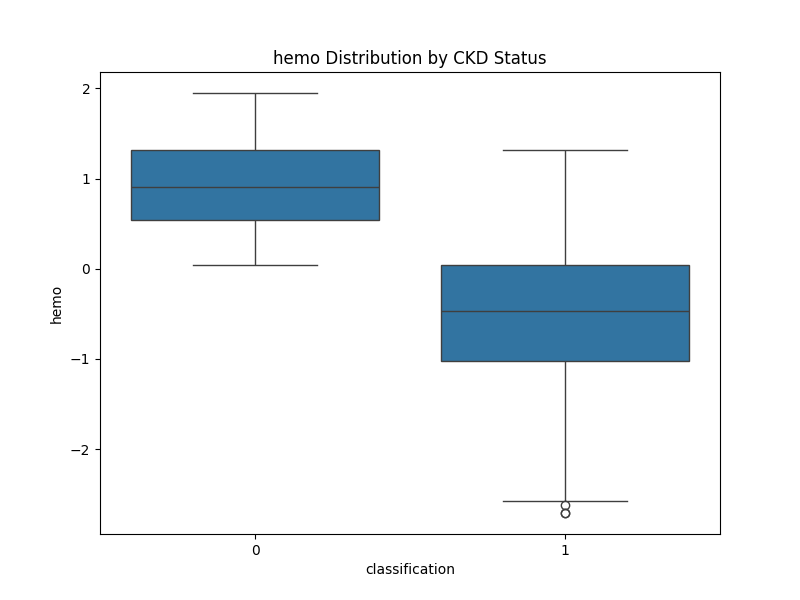 hemo Distribution by CKD Status
2
1
0
−1
−2
hemo
0 1
classification